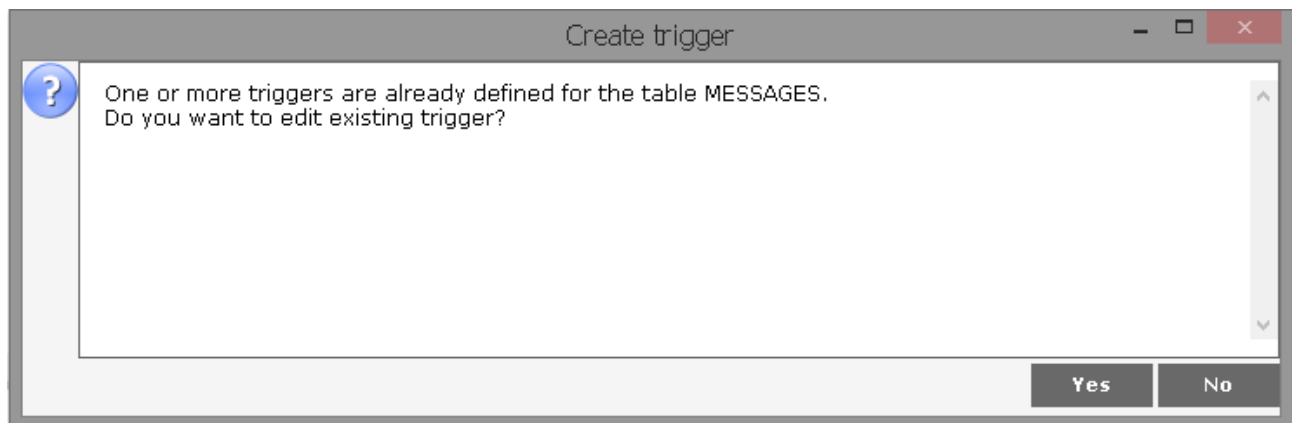 Create trigger
One or more triggers are already defined for the table MESSAGES.
Do you want to edit existing trigger?
Yes No